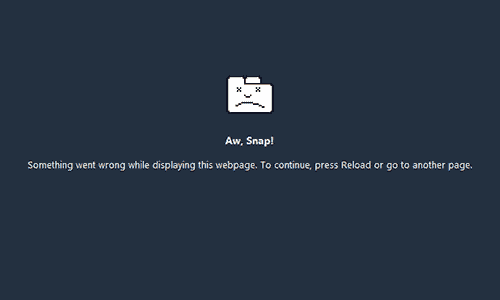 Aw, Snap!
Something went wrong while displaying this webpage. To continue, press Reload or go to another page.